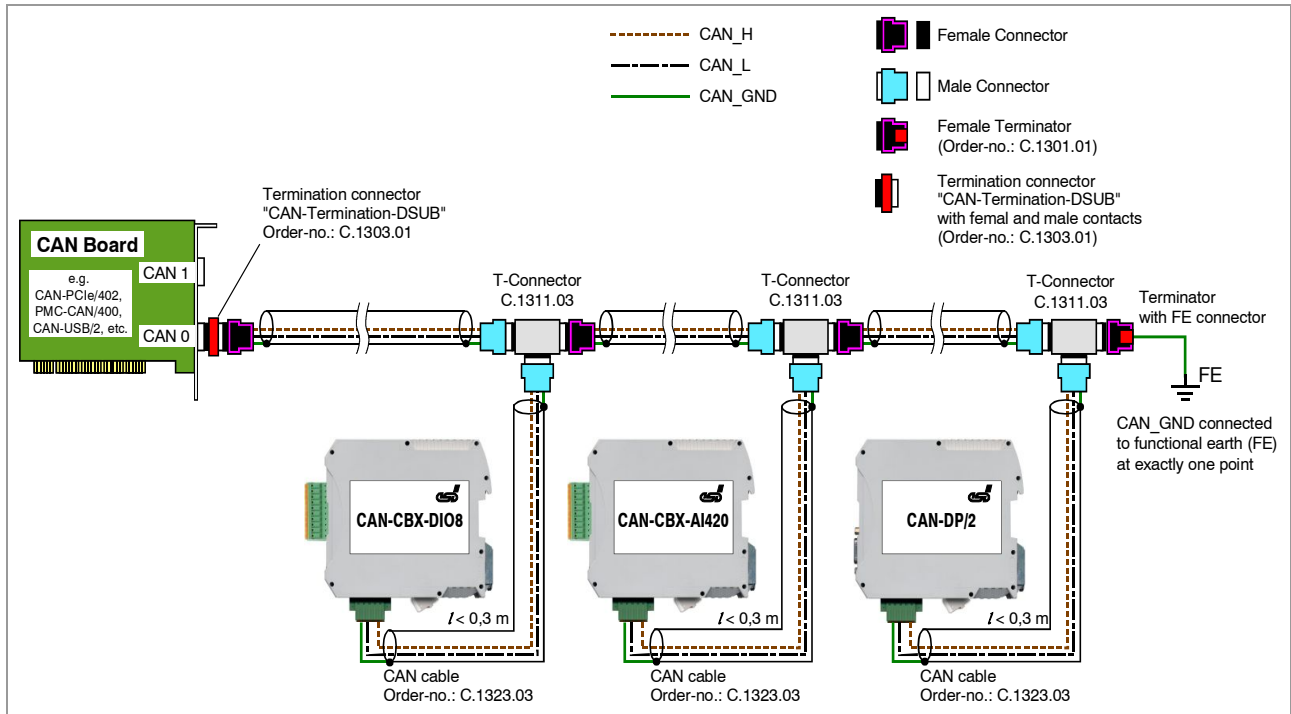 CAN_H
CAN_L
CAN_GND
Female Connector
Male Connector
Female Terminator
(Order-no.: C.1301.01)
Termination connector
"CAN-Termination-DSUB"
with femal and male contacts
(Order-no.: C.1303.01)
Termination connector
"CAN-Termination-DSUB"
Order-no.: C.1303.01
CAN Board
e.g.
CAN-PCIe/402,
PMC-CAN/400,
CAN-USB/2, etc.
CAN 1
CAN 0
T-Connector
C.1311.03
T-Connector
C.1311.03
T-Connector
C.1311.03
Terminator
with FE connector
FE
CAN_GND connected
to functional earth (FE)
at exactly one point
esd
CAN-CBX-DIO8
esd
CAN-CBX-AI420
esd
CAN-DP/2
l < 0,3 m
l < 0,3 m
l < 0,3 m
CAN cable
Order-no.: C.1323.03
CAN cable
Order-no.: C.1323.03
CAN cable
Order-no.: C.1323.03